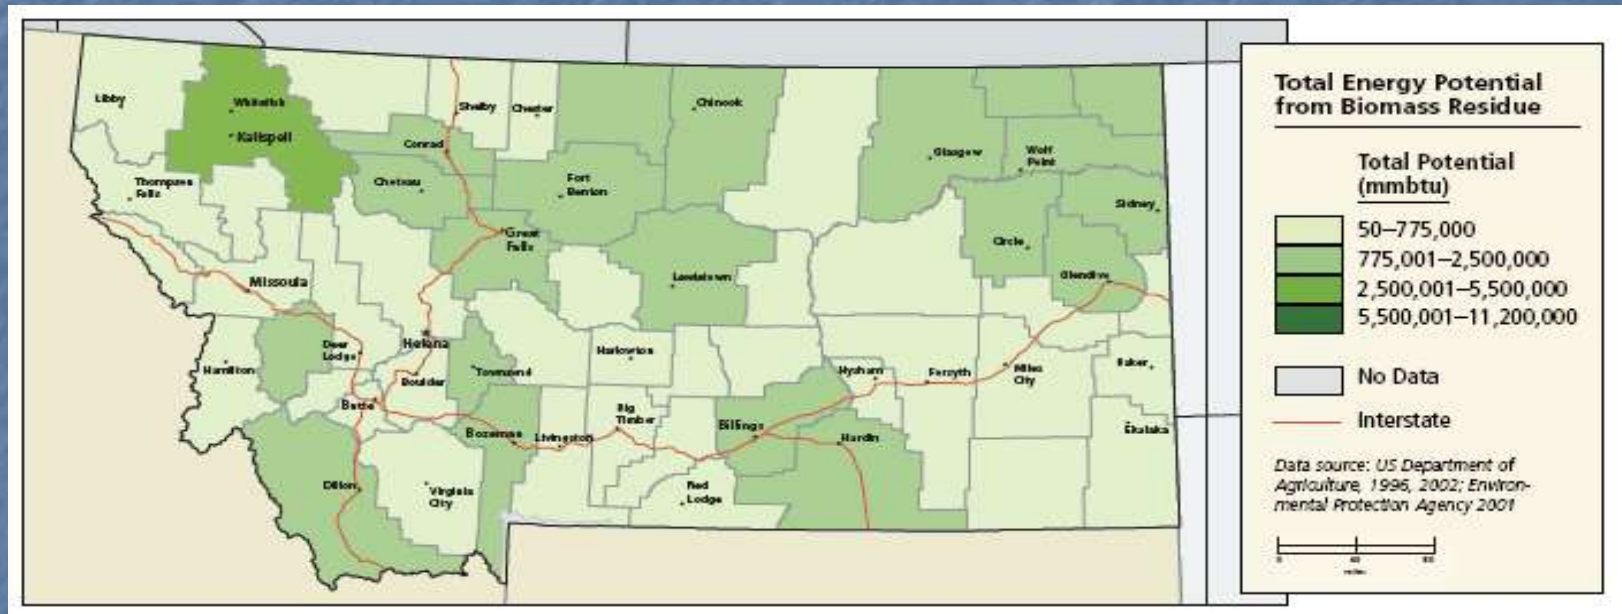 Total Energy Potential
from Biomass Residue
Total Potential
(mmbtu)
50–775,000
775,001–2,500,000
2,500,001–5,500,000
5,500,001–11,200,000
No Data
Interstate
Data source: US Department of
Agriculture, 1996, 2002; Environ-
mental Protection Agency 2001
Libby
Whitefish
Kalispell
Shelby
Chester
Chinook
Conrad
Glasgow
Wolf
Point
Thompson
Falls
Choteau
Fort
Benton
Sidney
Great
Falls
Circle
Missoula
Lewistown
Glendive
Deer
Lodge
Helena
Harlowton
Hamilton
Boulder
Townsend
Hysham
Forsyth
Miles
City
Baker
Butte
Big
Timber
Bozeman
Livingston
Billings
Hardin
Ekalaka
Dillon
Virginia
City
Red
Lodge